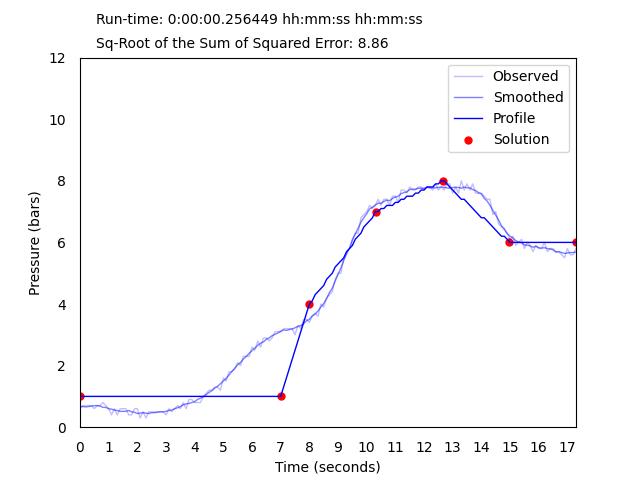 Run-time: 0:00:00.256449 hh:mm:ss hh:mm:ss
Sq-Root of the Sum of Squared Error: 8.86
12
10
8
6
4
2
0
Pressure (bars)
Observed
Smoothed
Profile
Solution
0 1 2 3 4 5 6 7 8 9 10 11 12 13 14 15 16 17
Time (seconds)